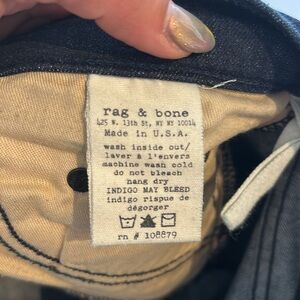 rag & bone
425 W. 13th St, NY NY 10014
Made in U.S.A.
wash inside out/
laver à l'envers
machine wash cold
do not bleach
hang dry
INDIGO MAY BLEED
indigo rispue de
dégorger
rn # 108879